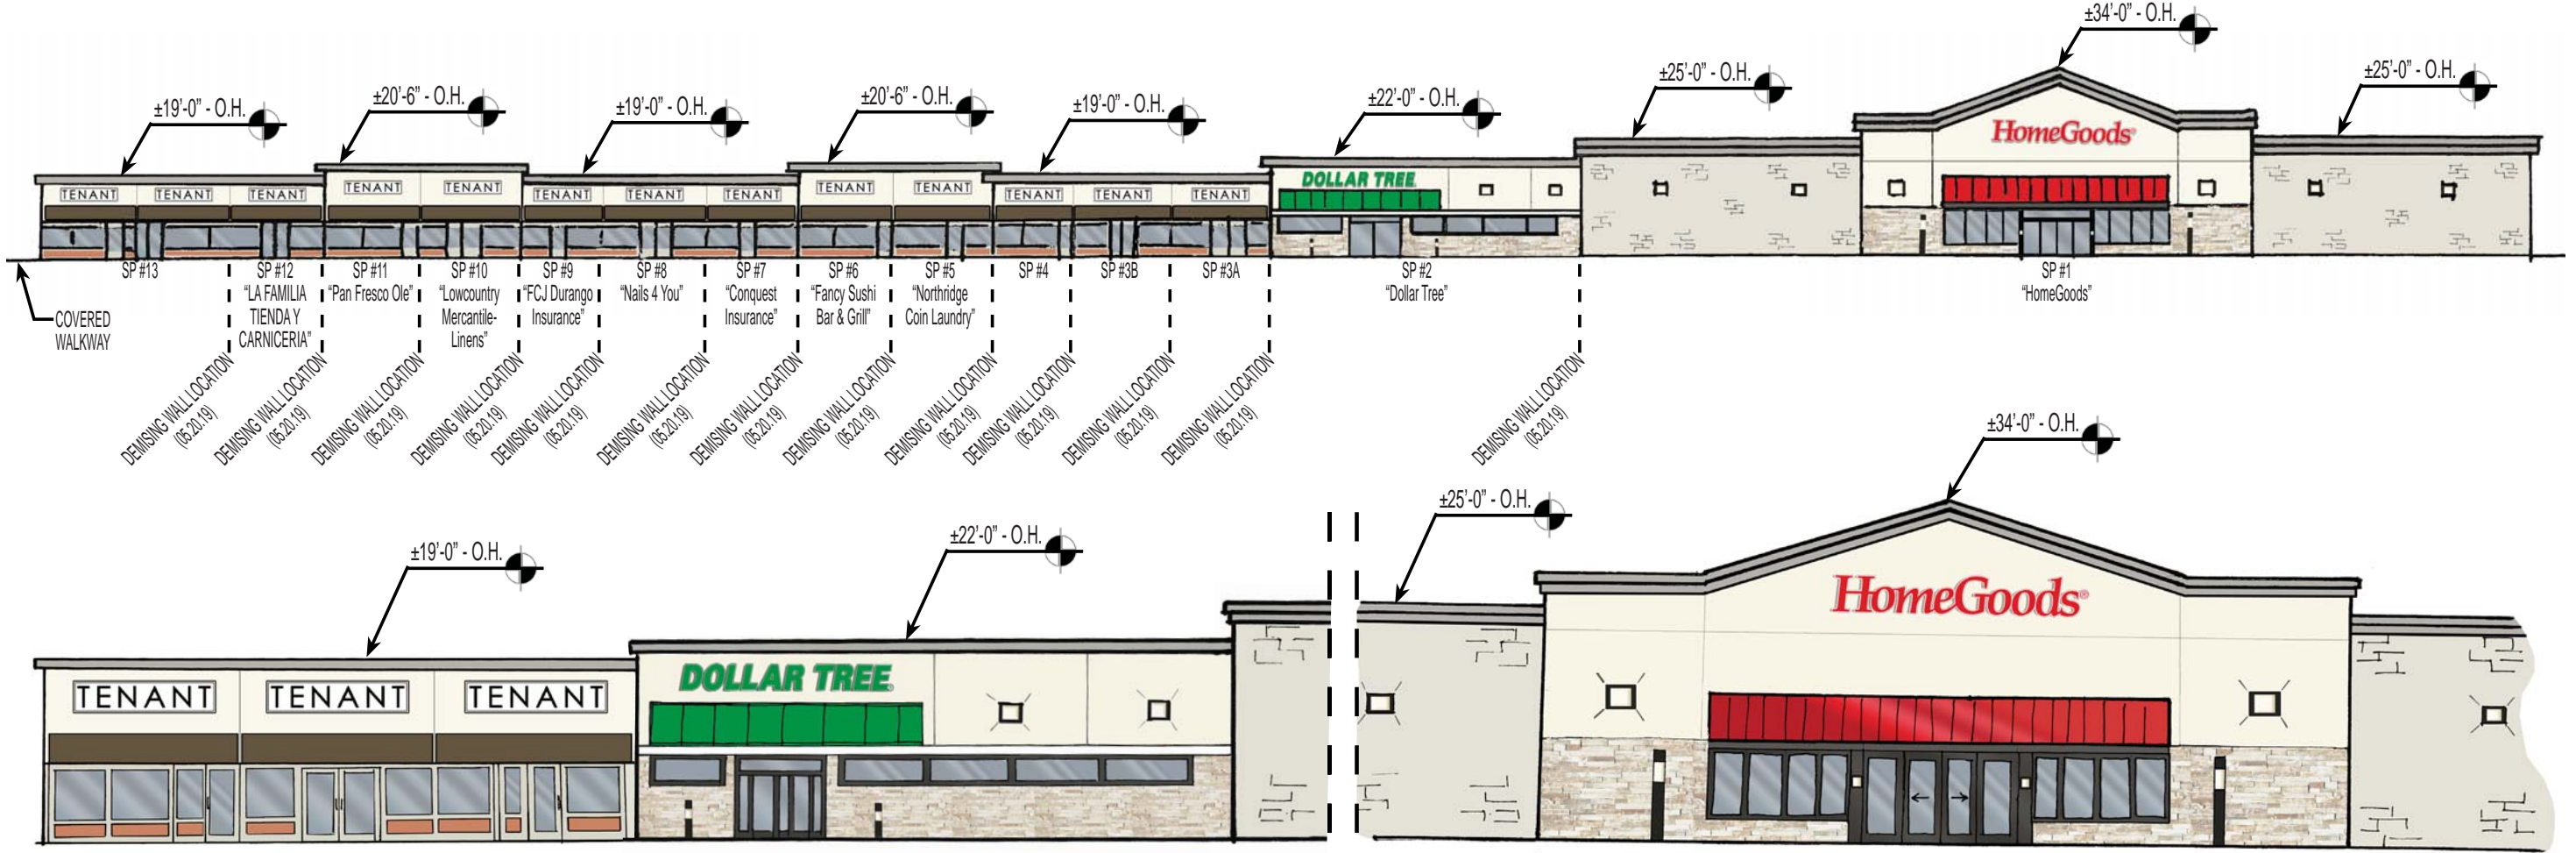 ±34'-0" - O.H.
±25'-0" - O.H.
±25'-0" - O.H.
±19'-0" - O.H.
±20'-6" - O.H.
±19'-0" - O.H.
±20'-6" - O.H.
±19'-0" - O.H.
±22'-0" - O.H.
HomeGoods®
DOLLAR TREE
TENANT
TENANT
TENANT
TENANT
TENANT
TENANT
TENANT
TENANT
TENANT
TENANT
TENANT
TENANT
TENANT
COVERED
WALKWAY
SP #13
SP #12
"LA FAMILIA
TIENDA Y
CARNICERIA"
SP #11
"Pan Fresco Ole"
SP #10
"Lowcountry
Mercantile-
Linens"
SP #9
"FCJ Durango
Insurance"
SP #8
"Nails 4 You"
SP #7
"Conquest
Insurance"
SP #6
"Fancy Sushi
Bar & Grill"
SP #5
"Northridge
Coin Laundry"
SP #4
SP #3B
SP #3A
SP #2
"Dollar Tree"
SP #1
"HomeGoods"
DEMISING WALL LOCATION
(05.20.19)
DEMISING WALL LOCATION
(05.20.19)
DEMISING WALL LOCATION
(05.20.19)
DEMISING WALL LOCATION
(05.20.19)
DEMISING WALL LOCATION
(05.20.19)
DEMISING WALL LOCATION
(05.20.19)
DEMISING WALL LOCATION
(05.20.19)
DEMISING WALL LOCATION
(05.20.19)
DEMISING WALL LOCATION
(05.20.19)
DEMISING WALL LOCATION
(05.20.19)
DEMISING WALL LOCATION
(05.20.19)
DEMISING WALL LOCATION
(05.20.19)
DEMISING WALL LOCATION
(05.20.19)
±19'-0" - O.H.
±22'-0" - O.H.
±25'-0" - O.H.
±34'-0" - O.H.
TENANT
TENANT
TENANT
DOLLAR TREE
HomeGoods®